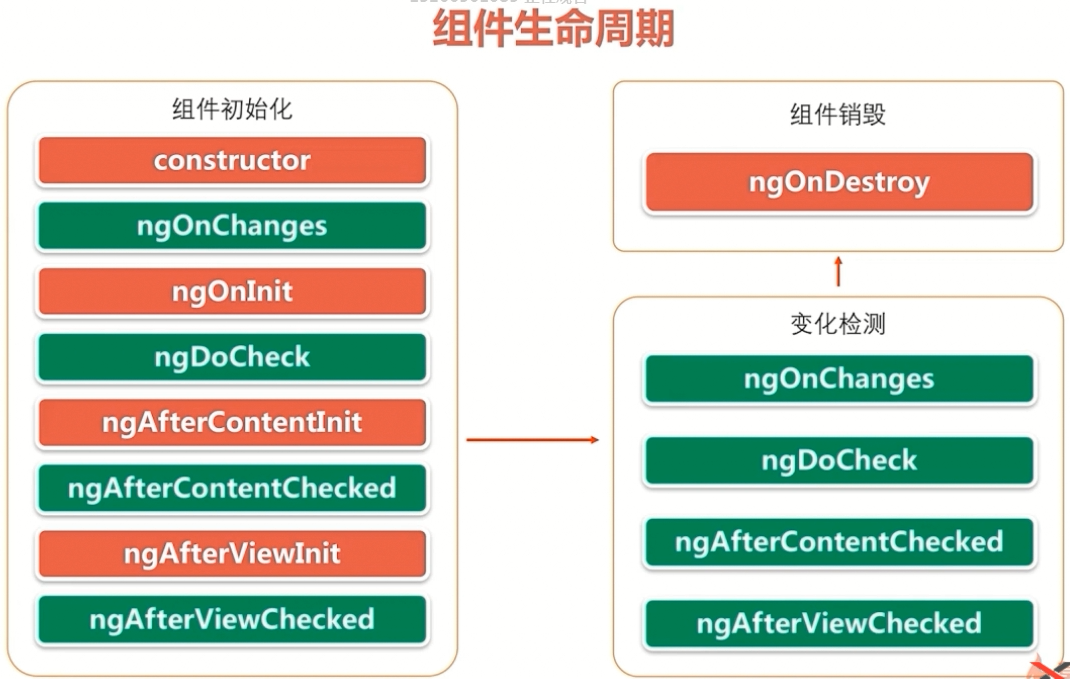 组件生命周期
组件初始化
constructor
ngOnChanges
ngOnInit
ngDoCheck
ngAfterContentInit
ngAfterContentChecked
ngAfterViewInit
ngAfterViewChecked
组件销毁
ngOnDestroy
变化检测
ngOnChanges
ngDoCheck
ngAfterContentChecked
ngAfterViewChecked